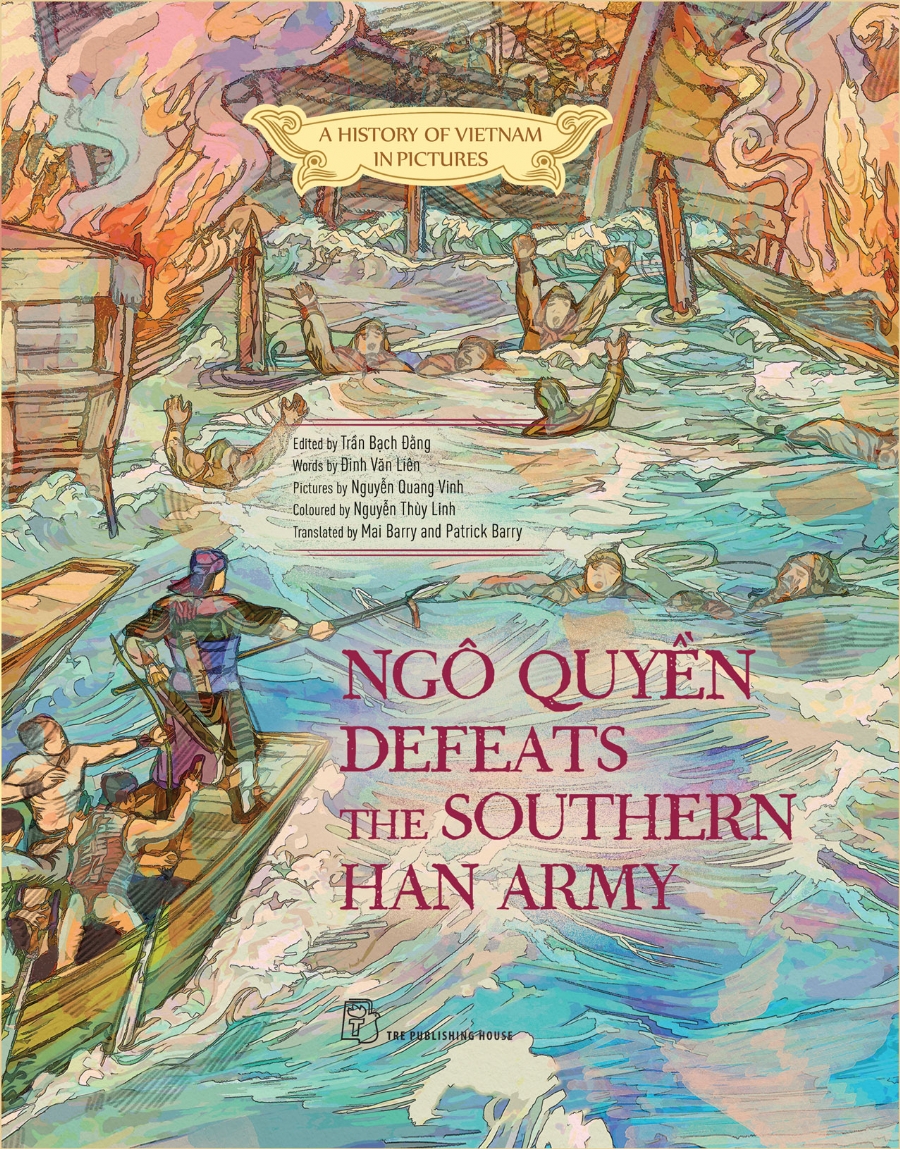 A HISTORY OF VIETNAM
IN PICTURES
Edited by Trần Bạch Đằng
Words by Đinh Văn Liên
Pictures by Nguyễn Quang Vinh
Coloured by Nguyễn Thùy Linh
Translated by Mai Barry and Patrick Barry
NGÔ QUYỀN
DEFEATS
THE SOUTHERN
HAN ARMY
T
TRE PUBLISHING HOUSE